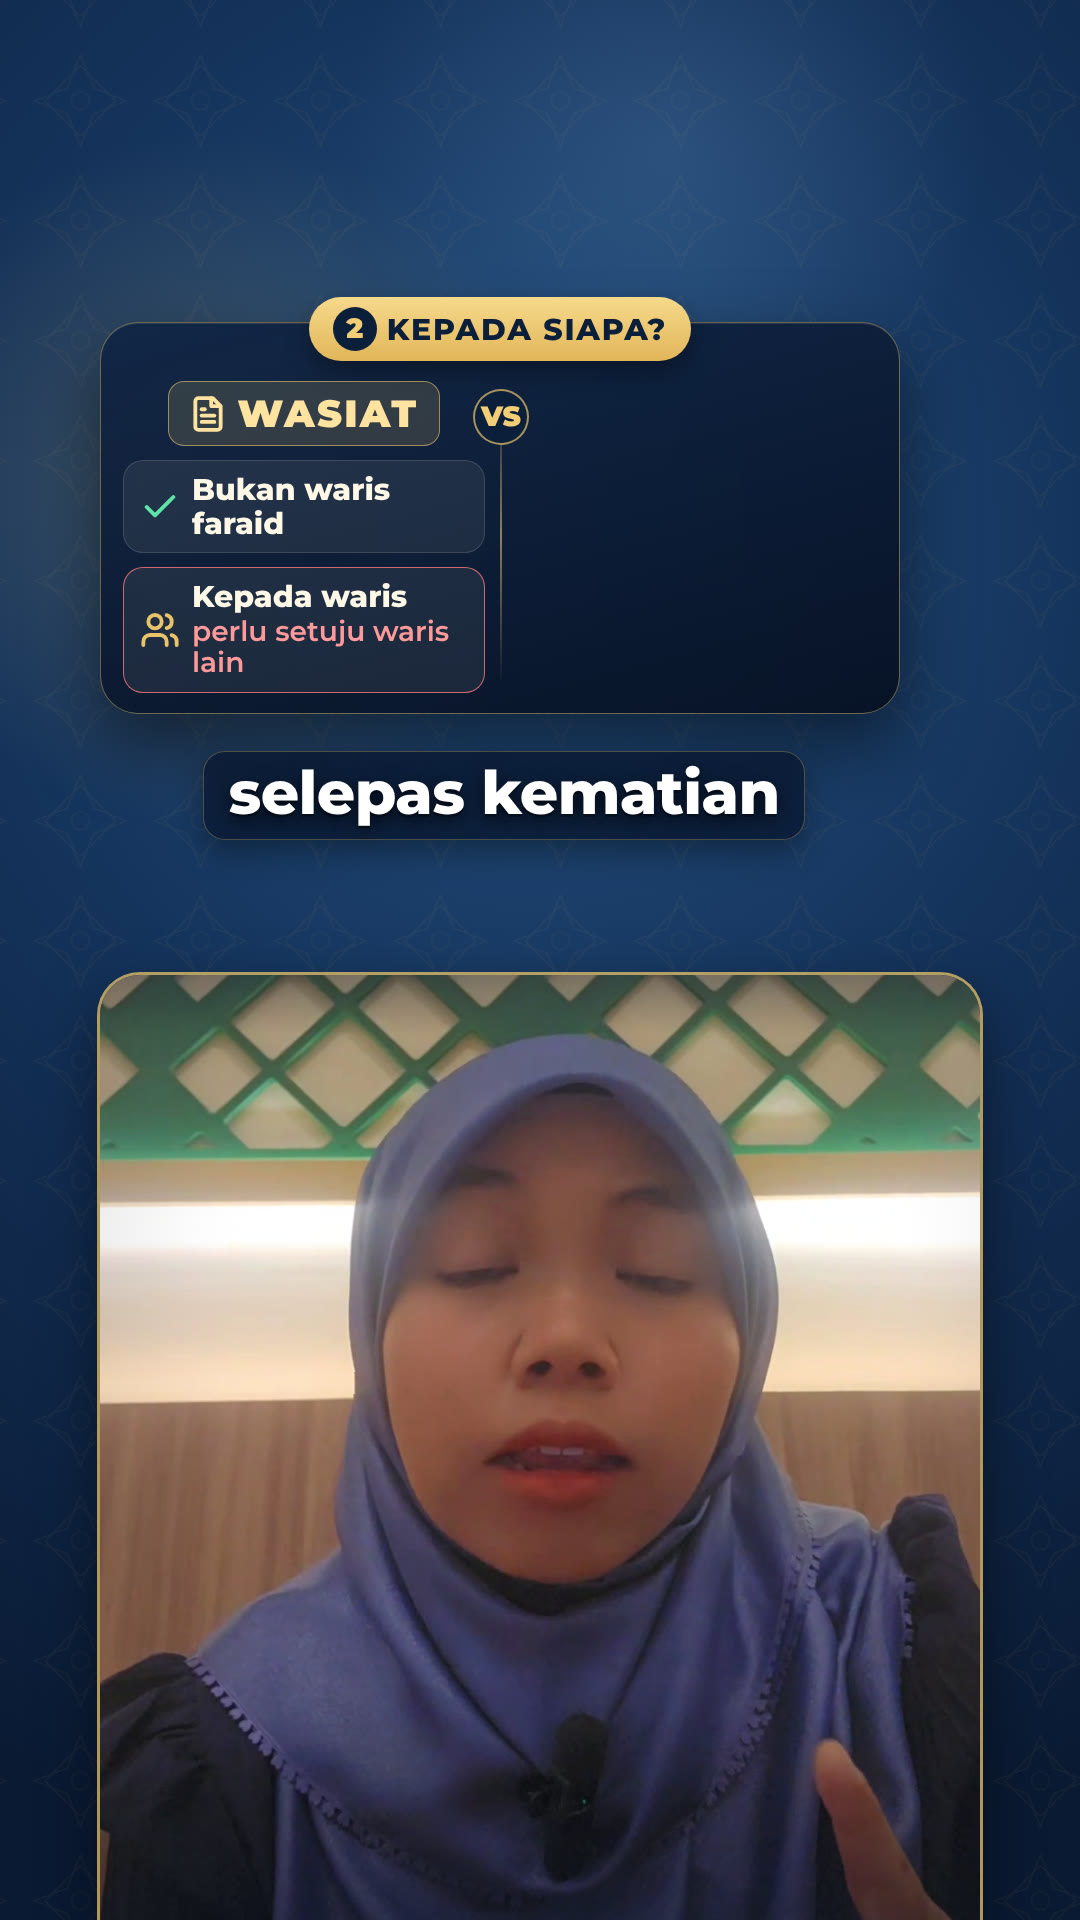 2 KEPADA SIAPA?
WASIAT
VS
Bukan waris
faraid
Kepada waris
perlu setuju waris
lain
selepas kematian